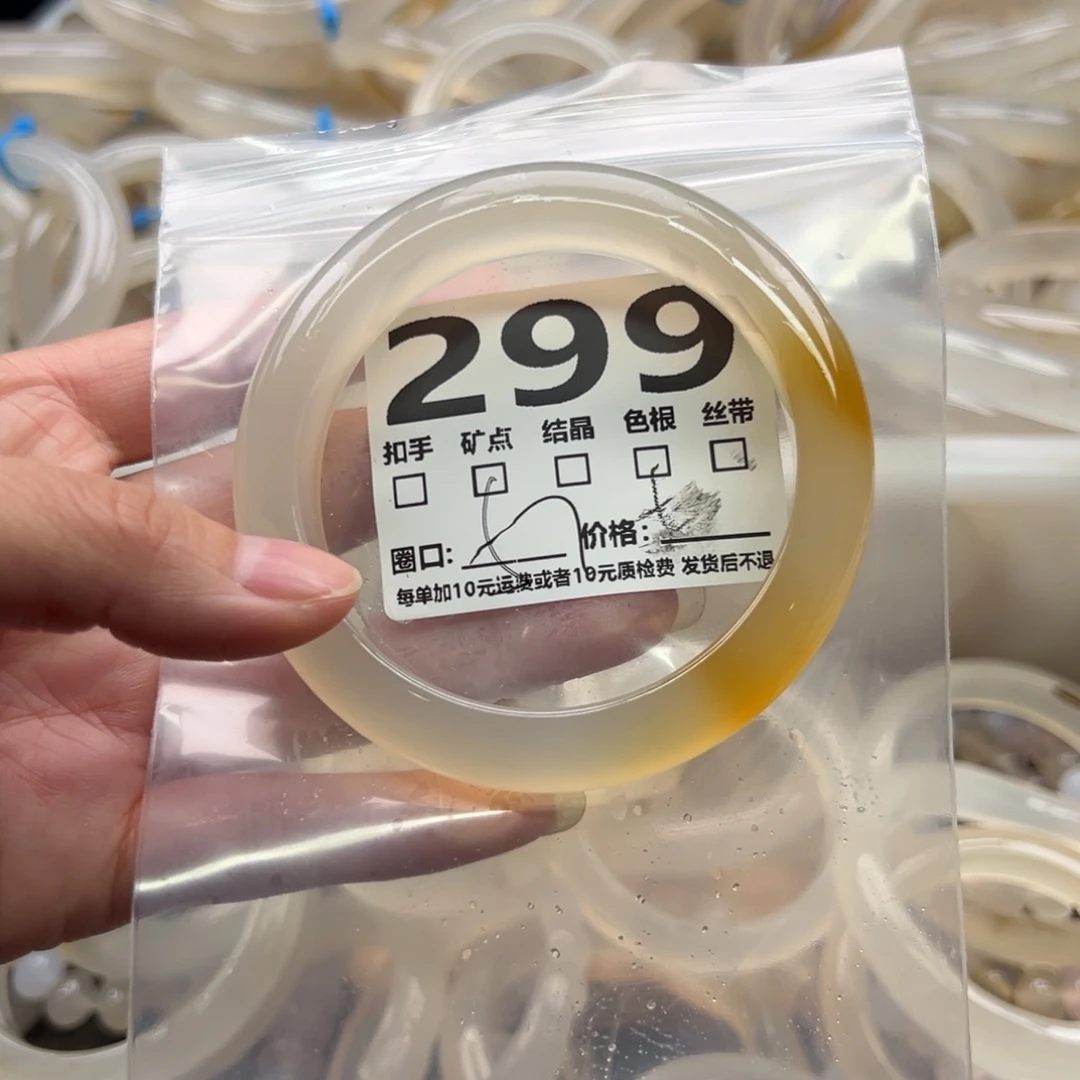 299
扣手 矿点 结晶 色根 丝带
圈口: 价格:
每单加10元运费或者10元质检费 发货后不退